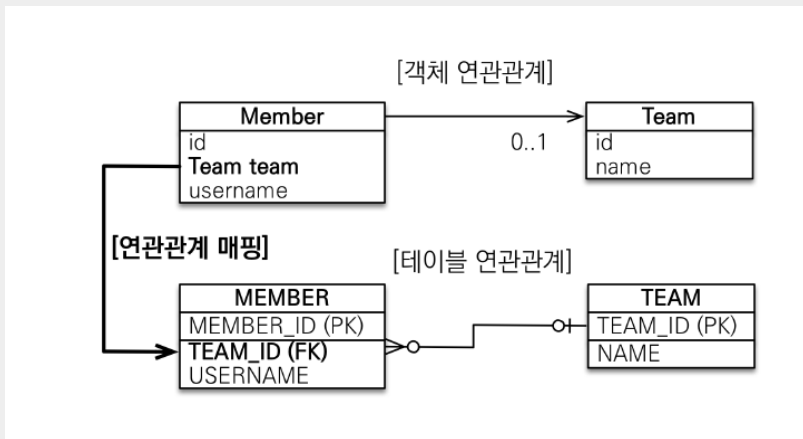 [객체 연관관계]
Member
id
Team team
username
0..1
Team
id
name
[연관관계 매핑]
[테이블 연관관계]
MEMBER
MEMBER_ID (PK)
TEAM_ID (FK)
USERNAME
TEAM
TEAM_ID (PK)
NAME